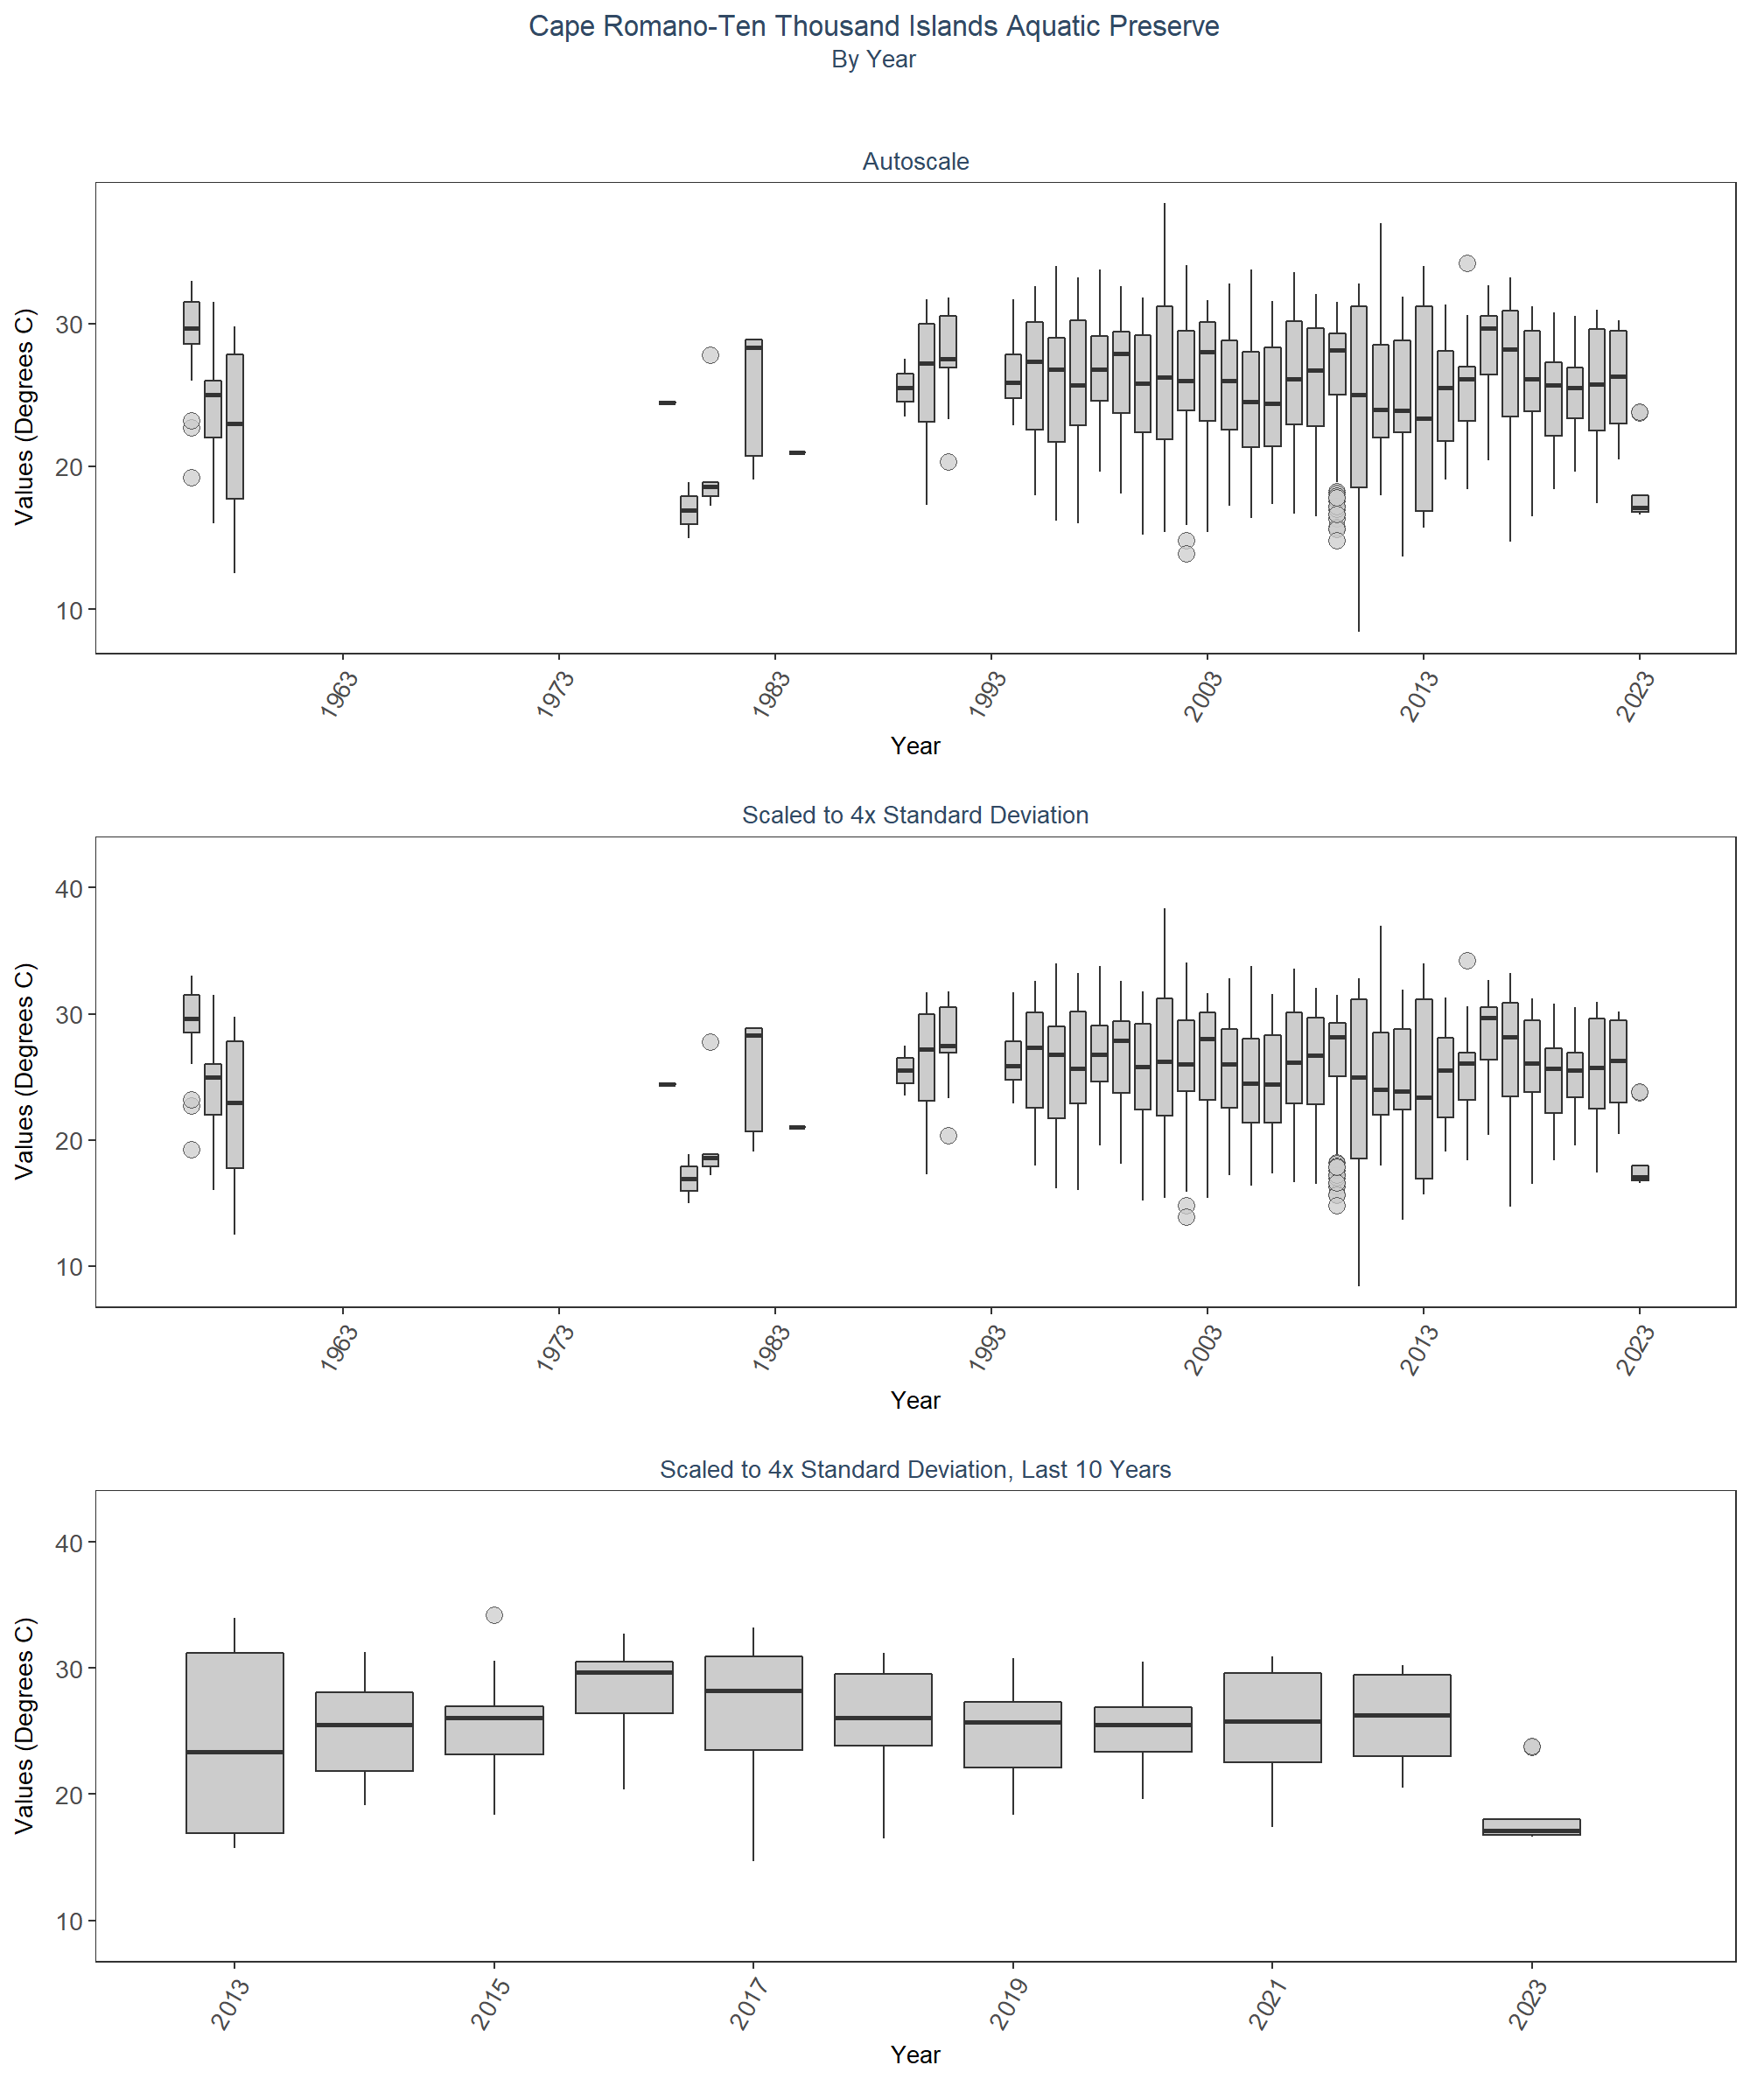 Cape Romano-Ten Thousand Islands Aquatic Preserve
By Year
Autoscale
Values (Degrees C)
30
20
10
1963
1973
1983
1993
2003
2013
2023
Year
Scaled to 4x Standard Deviation
Values (Degrees C)
40
30
20
10
1963
1973
1983
1993
2003
2013
2023
Year
Scaled to 4x Standard Deviation, Last 10 Years
Values (Degrees C)
40
30
20
10
2013
2015
2017
2019
2021
2023
Year